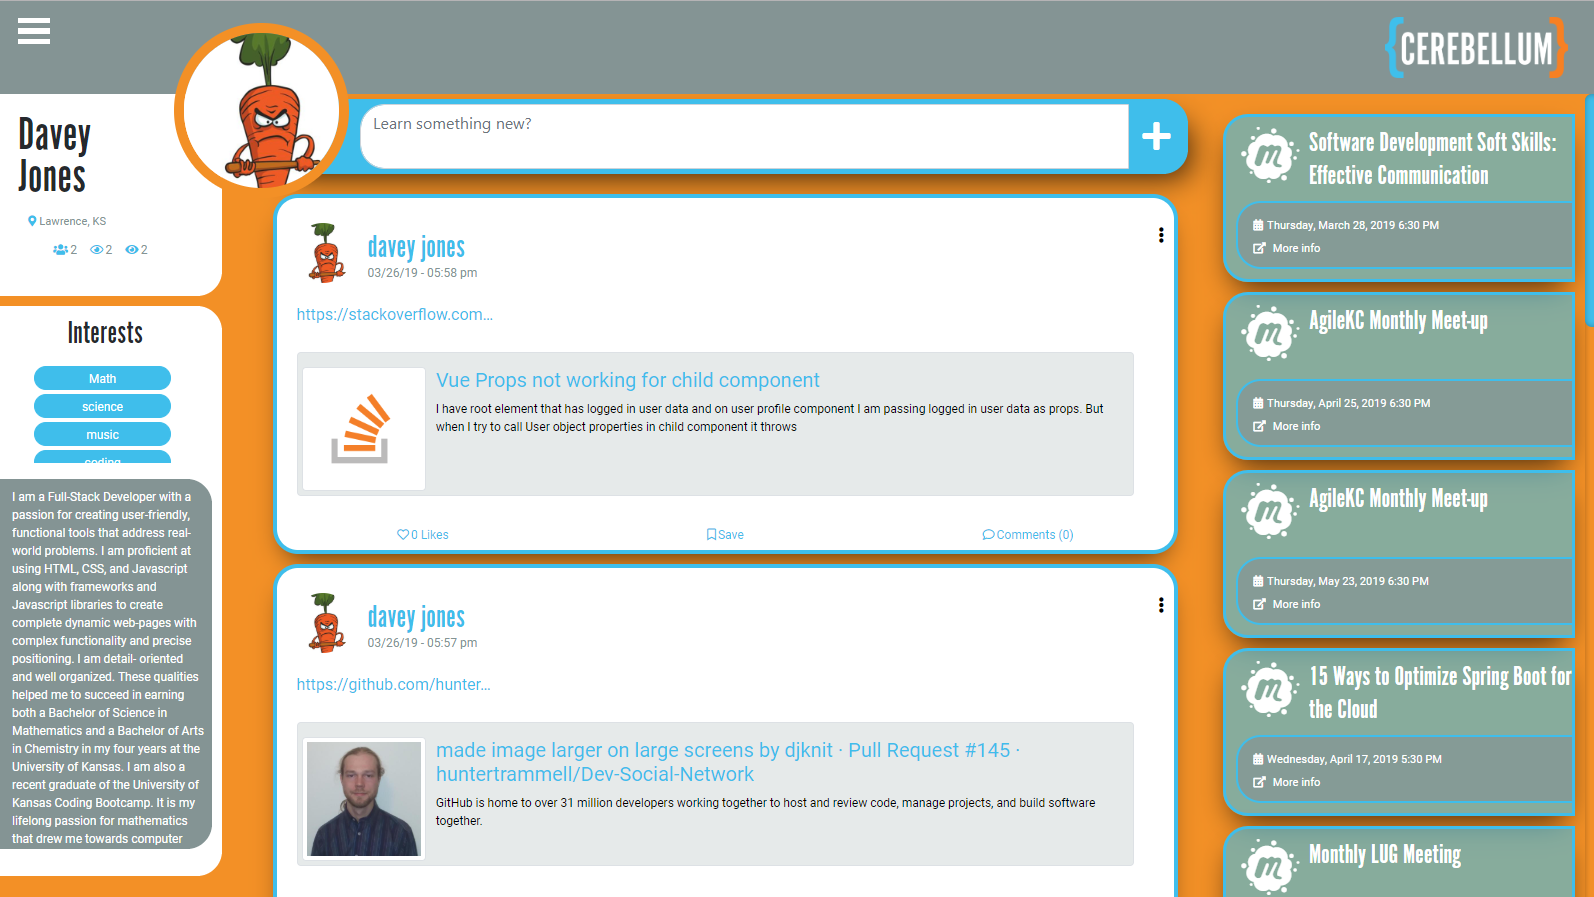 {CEREBELLUM}
Davey
Jones
Lawrence, KS
2 2 2
Interests
Math
science
music
coding
I am a Full-Stack Developer with a
passion for creating user-friendly,
functional tools that address real-
world problems. I am proficient at
using HTML, CSS, and Javascript
along with frameworks and
Javascript libraries to create
complete dynamic web-pages with
complex functionality and precise
positioning. I am detail- oriented
and well organized. These qualities
helped me to succeed in earning
both a Bachelor of Science in
Mathematics and a Bachelor of Arts
in Chemistry in my four years at the
University of Kansas. I am also a
recent graduate of the University of
Kansas Coding Bootcamp. It is my
lifelong passion for mathematics
that drew me towards computer
Learn something new?
davey jones
03/26/19 - 05:58 pm
https://stackoverflow.com...
Vue Props not working for child component
I have root element that has logged in user data and on user profile component I am passing logged in user data as props. But
when I try to call User object properties in child component it throws
0 Likes
Save
Comments (0)
davey jones
03/26/19 - 05:57 pm
https://github.com/hunter...
made image larger on large screens by djknit · Pull Request #145 ·
huntertrammell/Dev-Social-Network
GitHub is home to over 31 million developers working together to host and review code, manage projects, and build software
together.
m
Software Development Soft Skills:
Effective Communication
Thursday, March 28, 2019 6:30 PM
More info
m
AgileKC Monthly Meet-up
Thursday, April 25, 2019 6:30 PM
More info
m
AgileKC Monthly Meet-up
Thursday, May 23, 2019 6:30 PM
More info
m
15 Ways to Optimize Spring Boot for
the Cloud
Wednesday, April 17, 2019 5:30 PM
More info
m
Monthly LUG Meeting